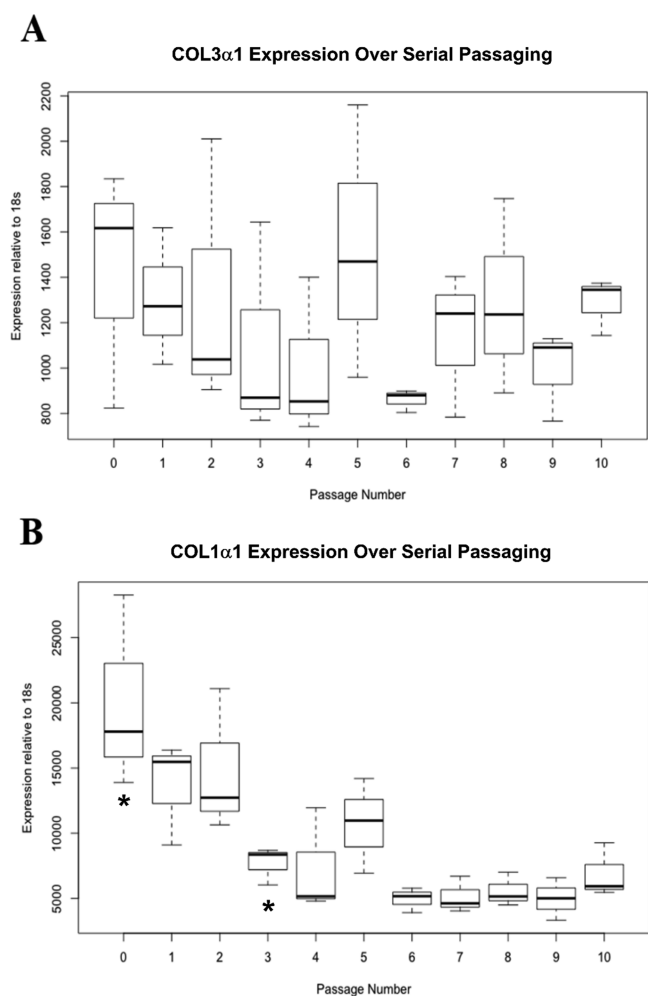 A
COL3α1 Expression Over Serial Passaging
Expression relative to 18s
2200
2000
1800
1600
1400
1200
1000
800
0 1 2 3 4 5 6 7 8 9 10
Passage Number
B
COL1α1 Expression Over Serial Passaging
Expression relative to 18s
25000
20000
15000
10000
5000
*
*
0 1 2 3 4 5 6 7 8 9 10
Passage Number